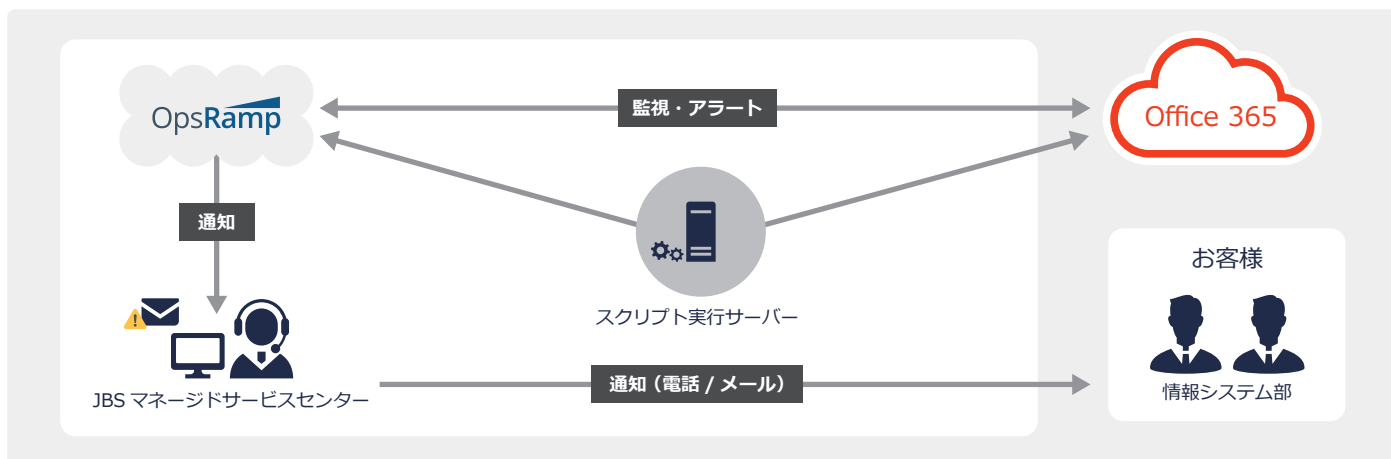 OpsRamp
監視・アラート
Office 365
通知
お客様
スクリプト実行サーバー
通知（電話 / メール）
JBS マネージドサービスセンター
情報システム部